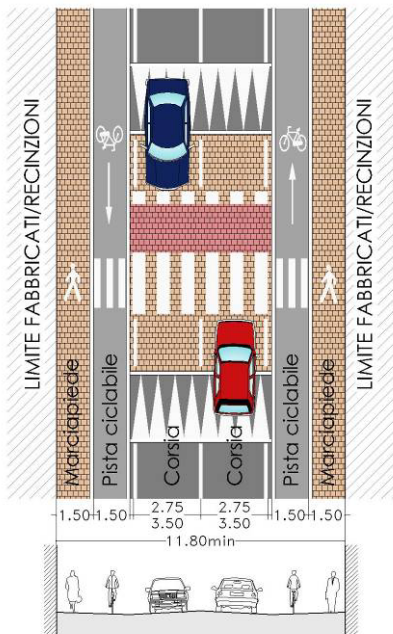 LIMITE FABBRICATI/RECINZIONI
Marciapiede
Pista ciclabile
Corsia
Corsia
Pista ciclabile
Marciapiede
LIMITE FABBRICATI/RECINZIONI
1.50 1.50 2.75 2.75 1.50 1.50
3.50 3.50
11.80min